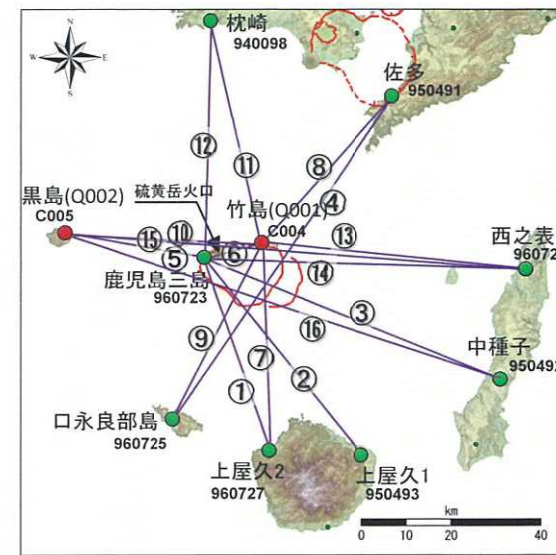 枕崎
940098
N
W E
S
佐多
950491
⑫
⑪
⑧
④
黒島(Q002)
C005
硫黄岳火口
竹島(Q001)
C004
⑮
⑩
⑬
⑤
⑥
⑭
西之表
96072
鹿児島三島
960723
⑨
⑯
③
⑦
中種子
950492
①
②
口永良部島
960725
上屋久2
960727
上屋久1
950493
km
0 10 20 40